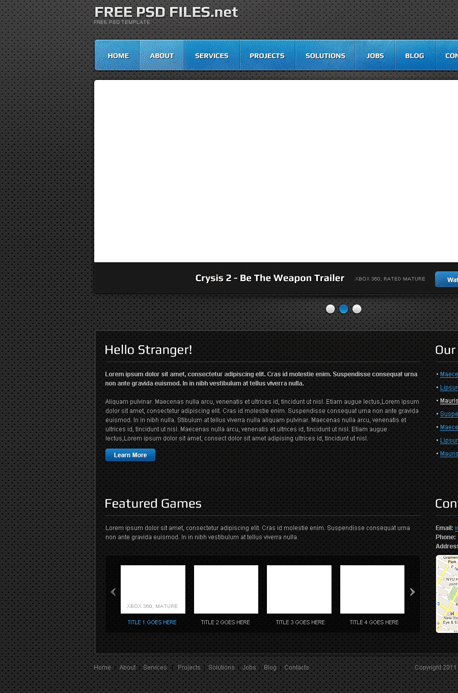 FREE PSD FILES.net
FREE PSD TEMPLATE
HOME ABOUT SERVICES PROJECTS SOLUTIONS JOBS BLOG CON
Crysis 2 - Be The Weapon Trailer XBOX 360, RATED MATURE Wat
Hello Stranger!
Lorem ipsum dolor sit amet, consectetur adipiscing elit. Cras id molestie enim. Suspendisse consequat urna
non ante gravida euismod. In in nibh vestibulum at tellus viverra nulla.
Aliquam pulvinar. Maecenas nulla arcu, venenatis et ultrices id, tincidunt ut nisl. Etiam augue lectus,Lorem ipsum
dolor sit amet, consectetur adipiscing elit. Cras id molestie enim. Suspendisse consequat urna non ante gravida
euismod. In in nibh nulla. Stibulum at tellus viverra nulla aliquam pulvinar. Maecenas nulla arcu, venenatis et
ultrices id, tincidunt ut nisl. Maecenas nulla arcu, venenatis et ultrices id, tincidunt ut nisl. Etiam augue
lectus,Lorem ipsum dolor sit amet, consect dolor sit amet adipising ultrices id, tincidunt ut nisl.
Learn More
Our
• Maece
• Lipsum
• Mauris
• Suspe
• Maece
• Lipsum
• Mauris
Featured Games
Lorem ipsum dolor sit amet, consectetur adipiscing elit. Cras id molestie enim. Suspendisse consequat urna
non ante gravida euismod. In in nibh vestibulum at tellus viverra nulla.
XBOX 360, MATURE
TITLE 1 GOES HERE TITLE 2 GOES HERE TITLE 3 GOES HERE TITLE 4 GOES HERE
Con
Email:
Phone:
Address
Home About Services Projects Solutions Jobs Blog Contacts Copyright 2011